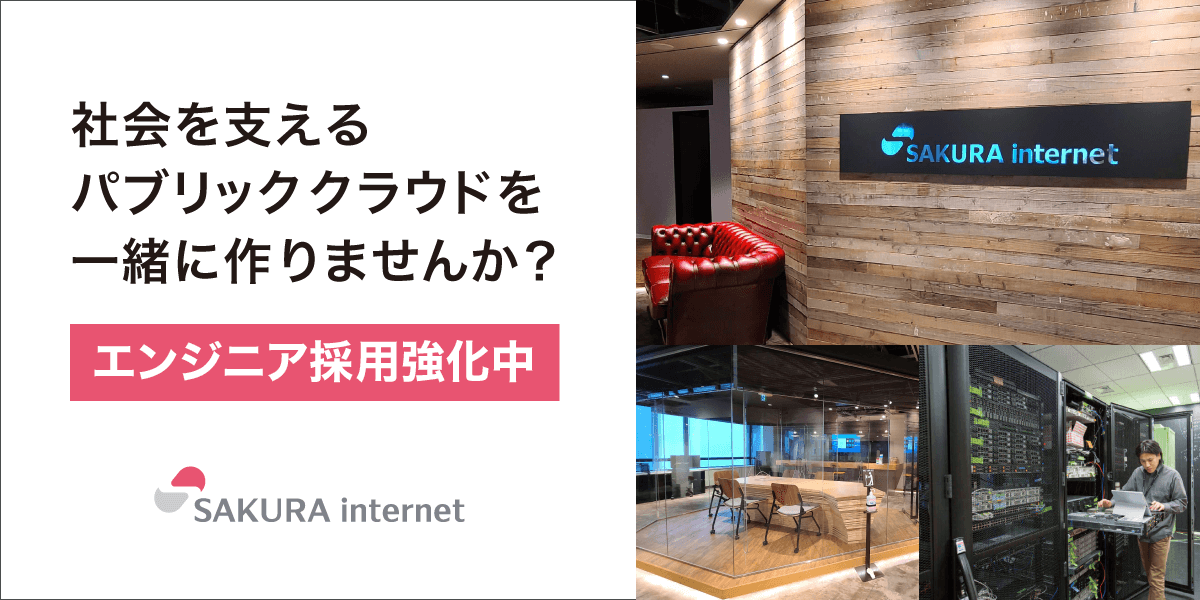 社会を支える
パブリッククラウドを
一緒に作りませんか？
エンジニア採用強化中
SAKURA internet
SAKURA internet